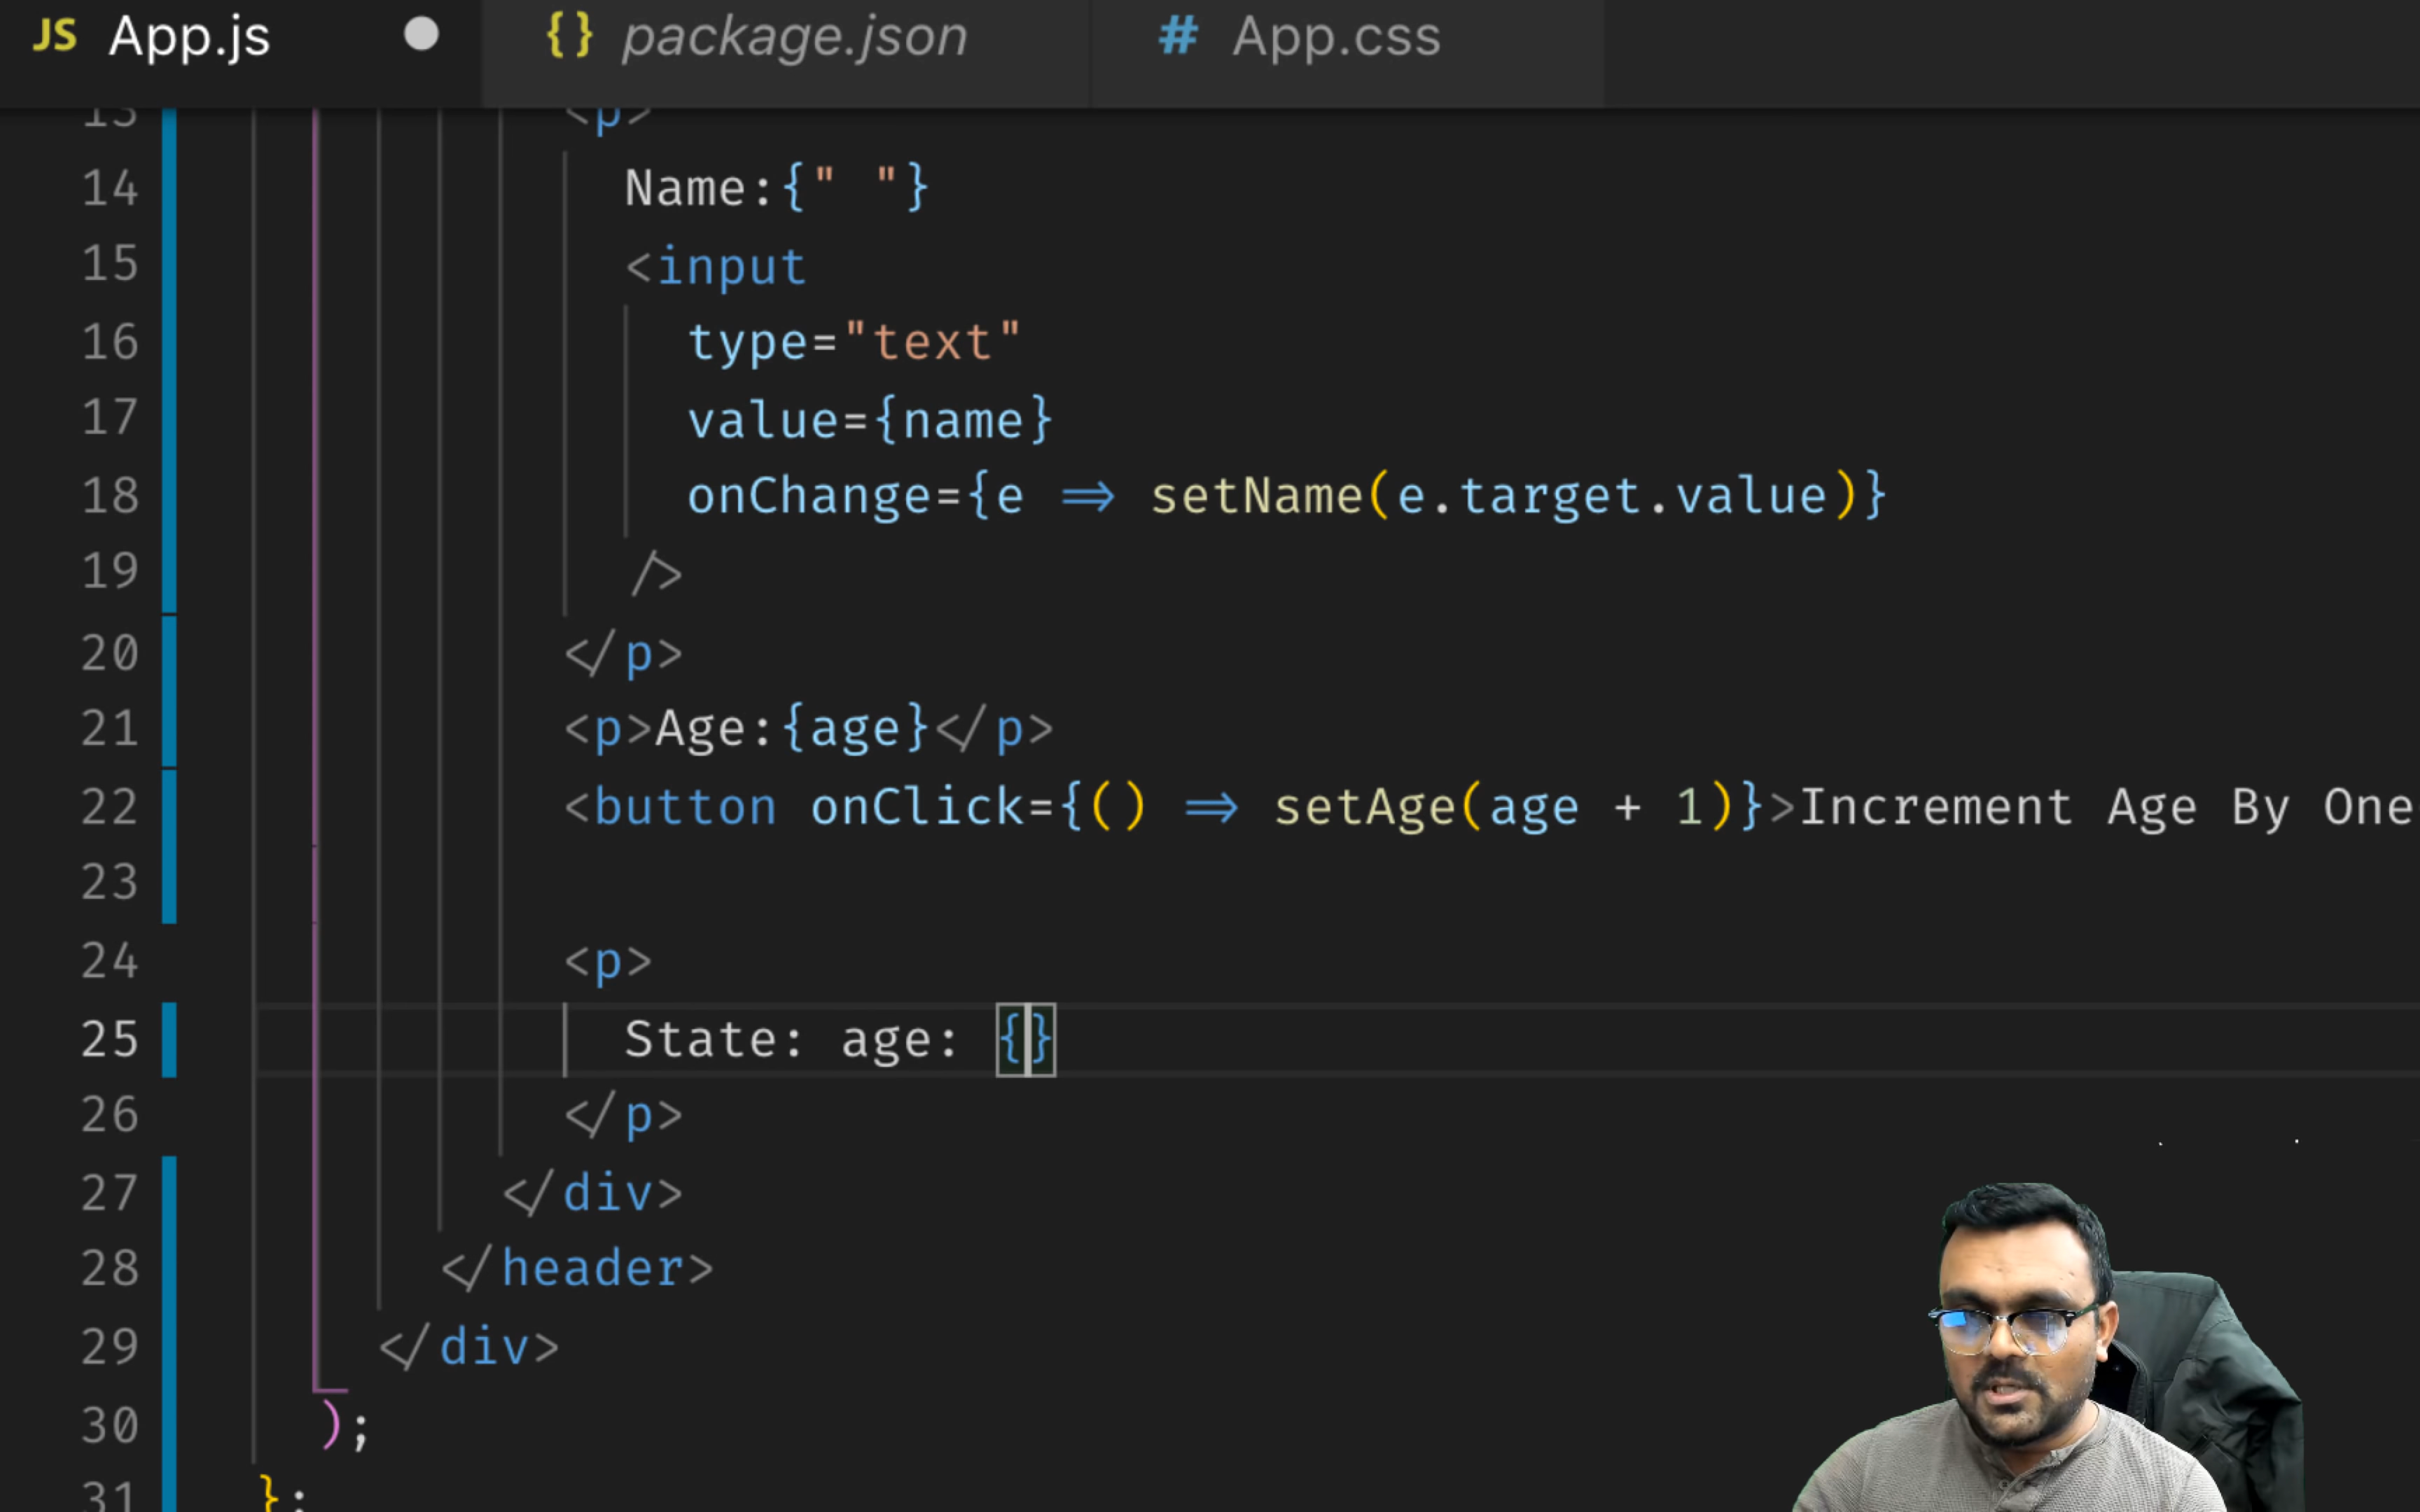 JS App.js {} package.json # App.css
13 <p>
14 Name:{" "}
15 <input
16 type="text"
17 value={name}
18 onChange={e => setName(e.target.value)}
19 />
20 </p>
21 <p>Age:{age}</p>
22 <button onClick={() => setAge(age + 1)}>Increment Age By One
23
24 <p>
25 State: age: {}
26 </p>
27 </div>
28 </header>
29 </div>
30 );
31 };